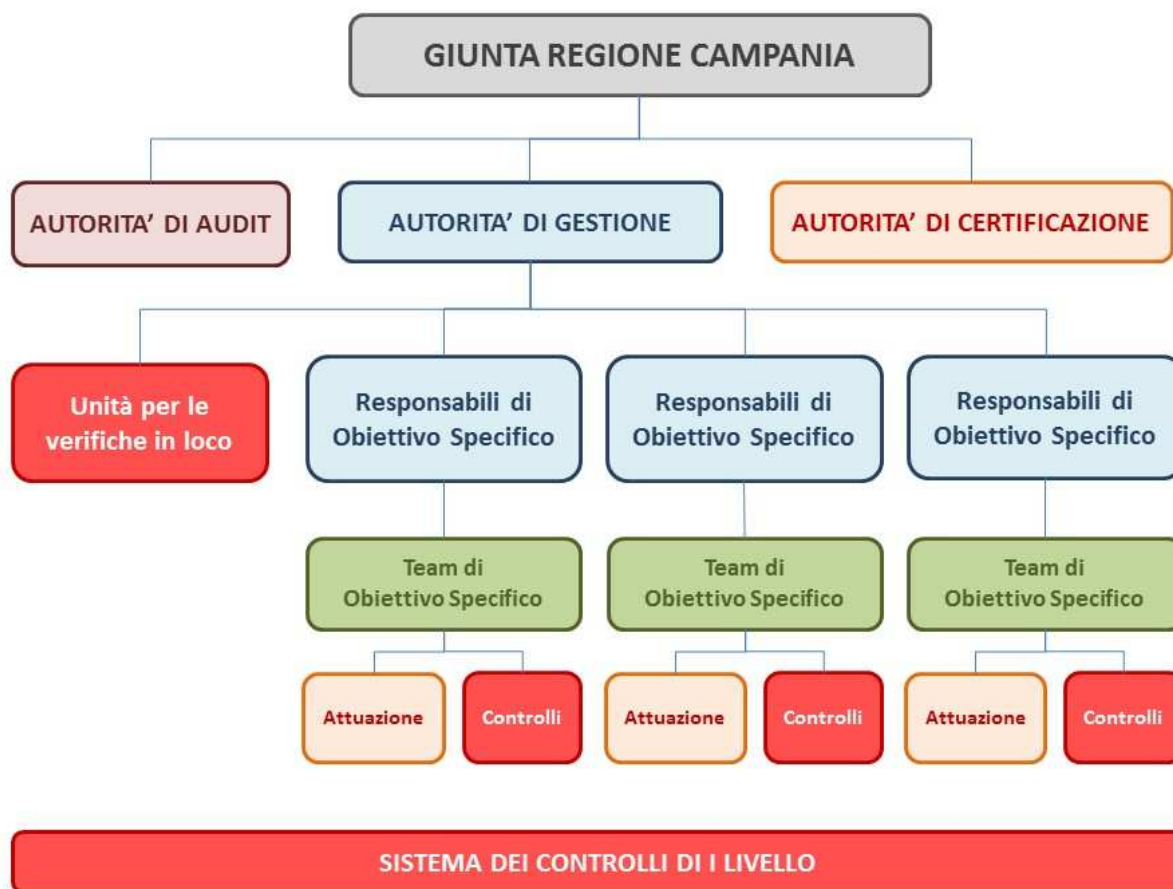 GIUNTA REGIONE CAMPANIA
AUTORITA’ DI AUDIT
AUTORITA’ DI GESTIONE
AUTORITA’ DI CERTIFICAZIONE
Unità per le
verifiche in loco
Responsabili di
Obiettivo Specifico
Responsabili di
Obiettivo Specifico
Responsabili di
Obiettivo Specifico
Team di
Obiettivo Specifico
Team di
Obiettivo Specifico
Team di
Obiettivo Specifico
Attuazione
Controlli
Attuazione
Controlli
Attuazione
Controlli
SISTEMA DEI CONTROLLI DI I LIVELLO